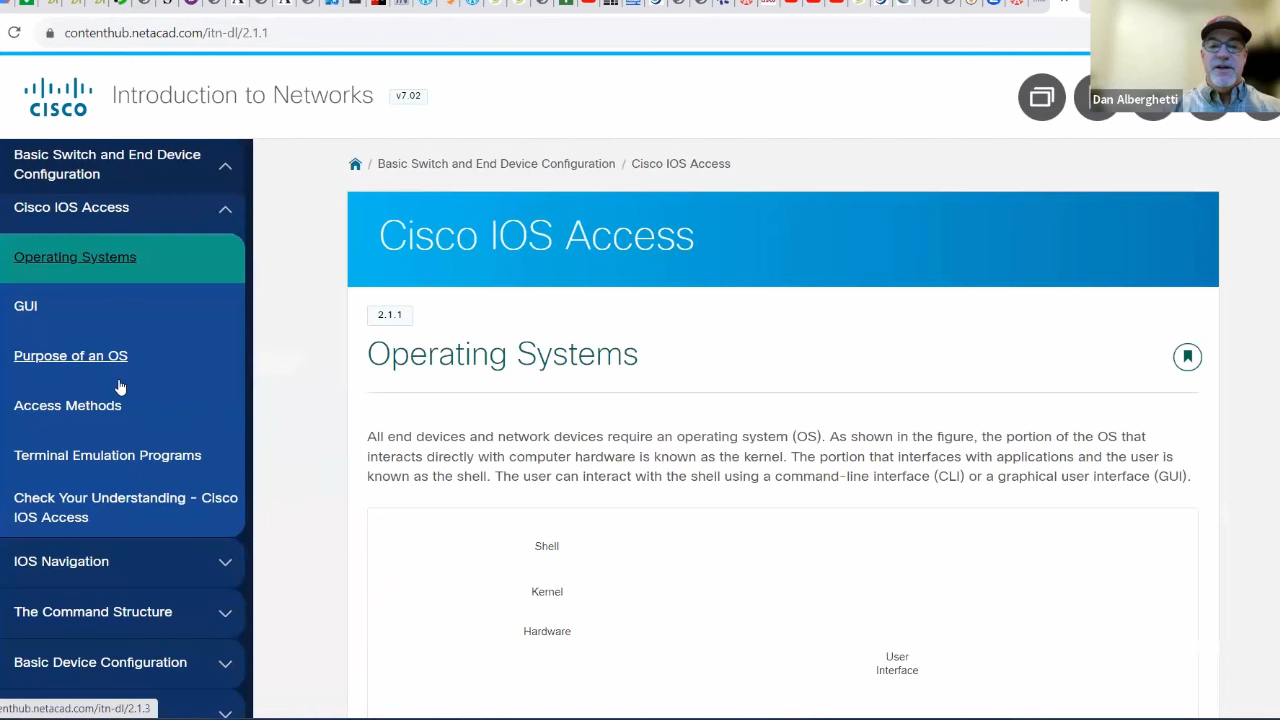 contenthub.netacad.com/itn-dl/2.1.1
Dan Alberghetti
CISCO
Introduction to Networks
v7.02
Basic Switch and End Device
Configuration
Cisco IOS Access
Operating Systems
GUI
Purpose of an OS
Access Methods
Terminal Emulation Programs
Check Your Understanding - Cisco
IOS Access
IOS Navigation
The Command Structure
Basic Device Configuration
enthub.netacad.com/itn-dl/2.1.3
/ Basic Switch and End Device Configuration / Cisco IOS Access
Cisco IOS Access
2.1.1
Operating Systems
All end devices and network devices require an operating system (OS). As shown in the figure, the portion of the OS that
interacts directly with computer hardware is known as the kernel. The portion that interfaces with applications and the user is
known as the shell. The user can interact with the shell using a command-line interface (CLI) or a graphical user interface (GUI).
Shell
Kernel
Hardware
User
Interface